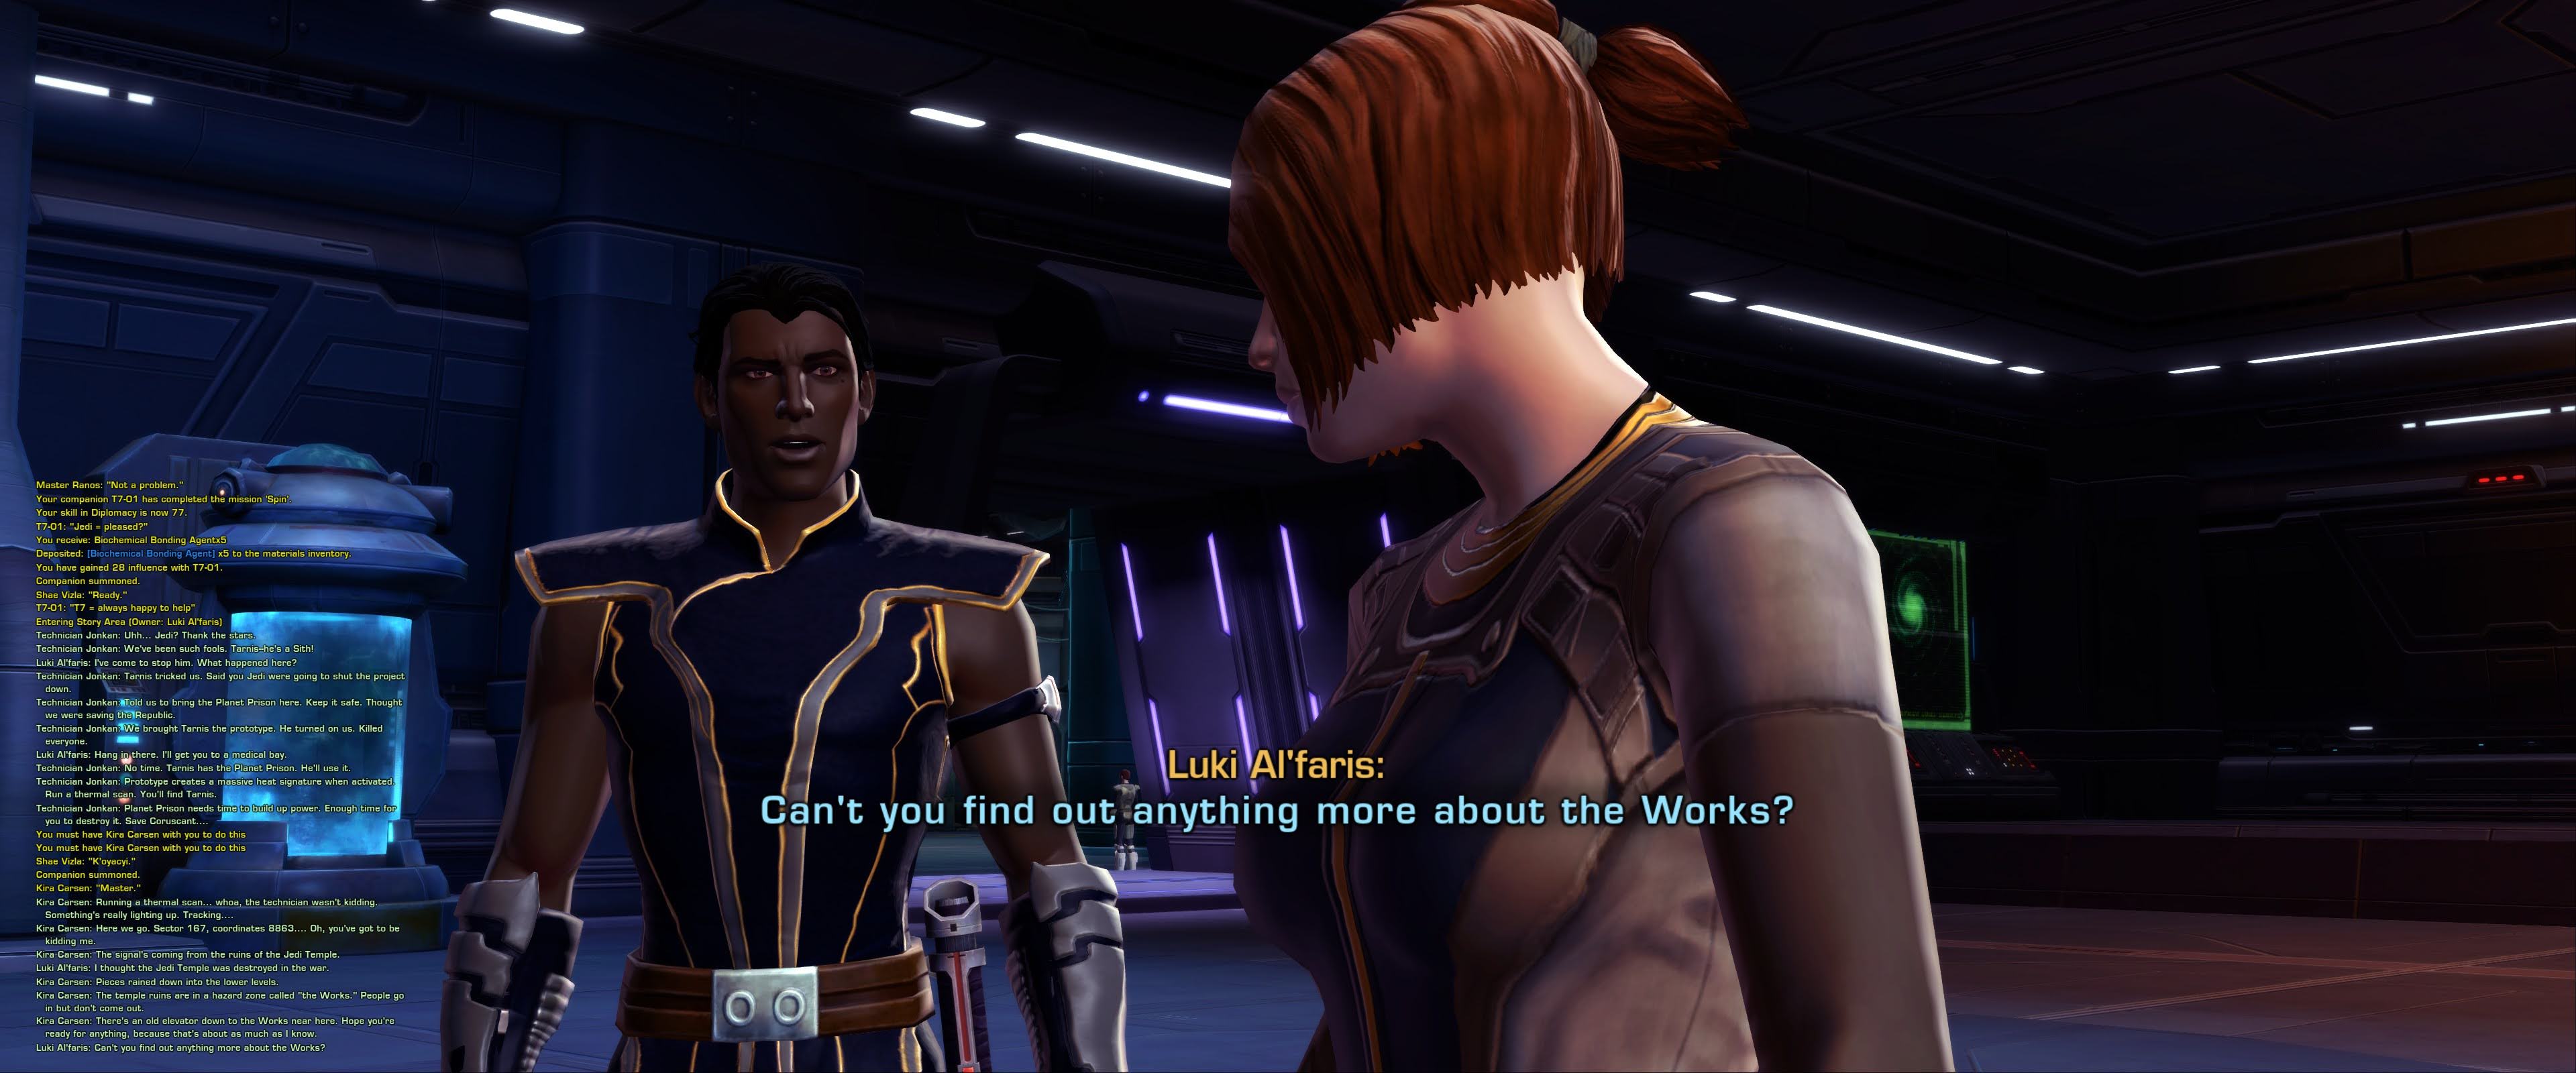 Master Ranos: "Not a problem."
Your companion T7-01 has completed the mission 'Spin'.
Your skill in Diplomacy is now 77.
T7-01: "Jedi = pleased?"
You receive: Biochemical Bonding Agentx5
Deposited: [Biochemical Bonding Agent] x5 to the materials inventory.
You have gained 28 influence with T7-01.
Companion summoned.
Shae Vizla: "Ready."
T7-01: "T7 = always happy to help"
Entering Story Area (Owner: Luki Al'faris)
Technician Jonkan: Uhh... Jedi? Thank the stars.
Technician Jonkan: We've been such fools. Tarnis–he's a Sith!
Luki Al'faris: I've come to stop him. What happened here?
Technician Jonkan: Tarnis tricked us. Said you Jedi were going to shut the project
down.
Technician Jonkan: Told us to bring the Planet Prison here. Keep it safe. Thought
we were saving the Republic.
Technician Jonkan: We brought Tarnis the prototype. He turned on us. Killed
everyone.
Luki Al'faris: Hang in there. I'll get you to a medical bay.
Technician Jonkan: No time. Tarnis has the Planet Prison. He'll use it.
Technician Jonkan: Prototype creates a massive heat signature when activated.
Run a thermal scan. You'll find Tarnis.
Technician Jonkan: Planet Prison needs time to build up power. Enough time for
you to destroy it. Save Coruscant....
You must have Kira Carsen with you to do this
You must have Kira Carsen with you to do this
Shae Vizla: "K'oyacyi."
Companion summoned.
Kira Carsen: "Master."
Kira Carsen: Running a thermal scan... whoa, the technician wasn't kidding.
Something's really lighting up. Tracking....
Kira Carsen: Here we go. Sector 167, coordinates 8863.... Oh, you've got to be
kidding me.
Kira Carsen: The signal's coming from the ruins of the Jedi Temple.
Luki Al'faris: I thought the Jedi Temple was destroyed in the war.
Kira Carsen: Pieces rained down into the lower levels.
Kira Carsen: The temple ruins are in a hazard zone called "the Works." People go
in but don't come out.
Kira Carsen: There's an old elevator down to the Works near here. Hope you're
ready for anything, because that's about as much as I know.
Luki Al'faris: Can't you find out anything more about the Works?
Luki Al'faris:
Can't you find out anything more about the Works?